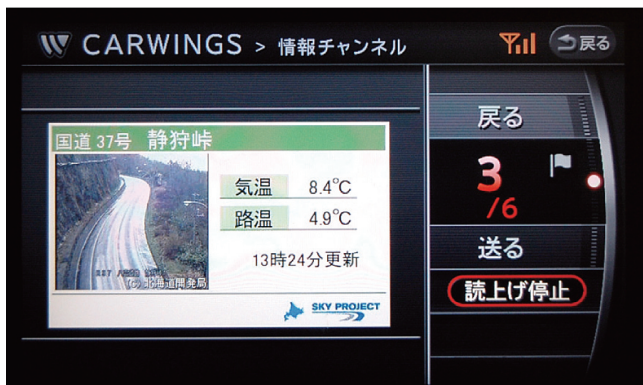 CARWINGS > 情報チャンネル
戻る
国道37号 静狩峠
気温 8.4℃
路温 4.9℃
13時24分更新
(C) 北海道開発局
SKY PROJECT
戻る
3/6
送る
読上げ停止